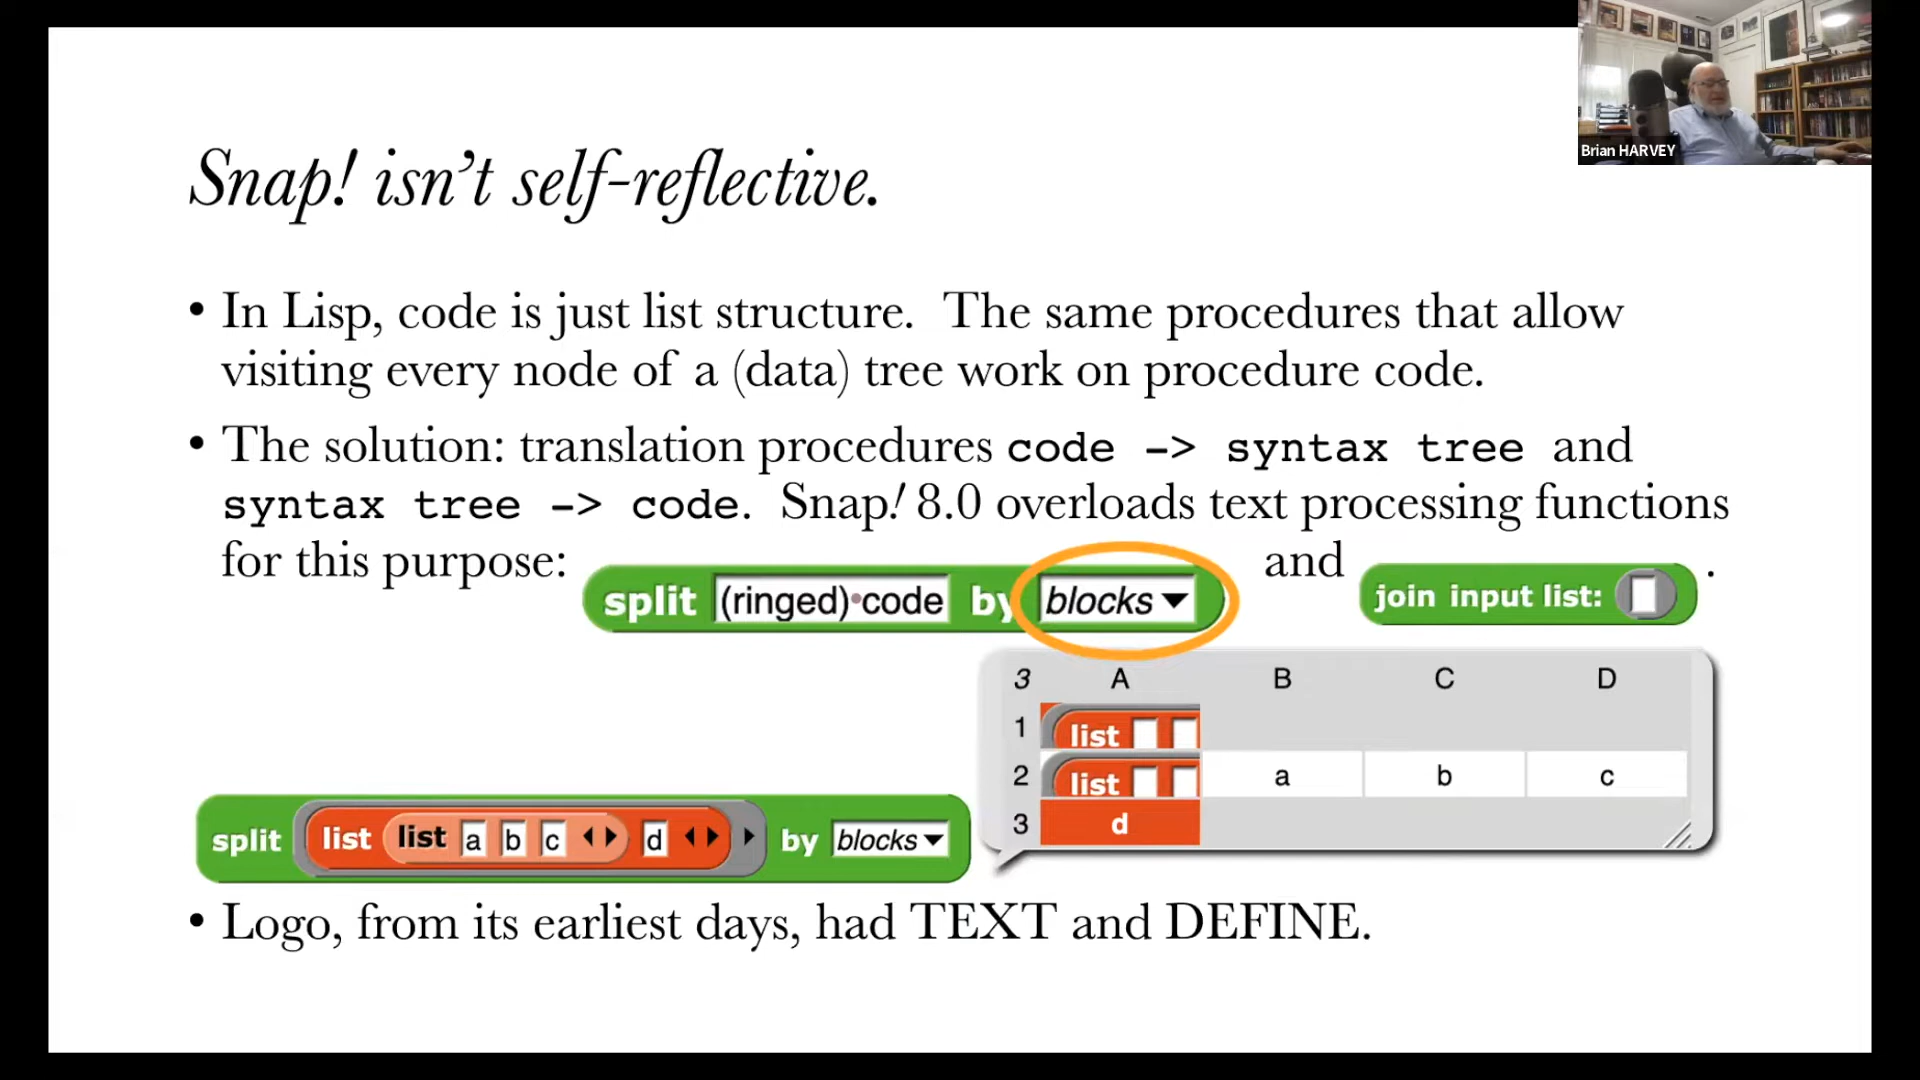 Brian HARVEY
Snap! isn’t self-reflective.
• In Lisp, code is just list structure.  The same procedures that allow
visiting every node of a (data) tree work on procedure code.
• The solution: translation procedures code -> syntax tree and
syntax tree -> code.  Snap! 8.0 overloads text processing functions
for this purpose: split (ringed) code by blocks and join input list: .
3 A B C D
1 list
2 list a b c
3 d
split list list a b c d by blocks
• Logo, from its earliest days, had TEXT and DEFINE.